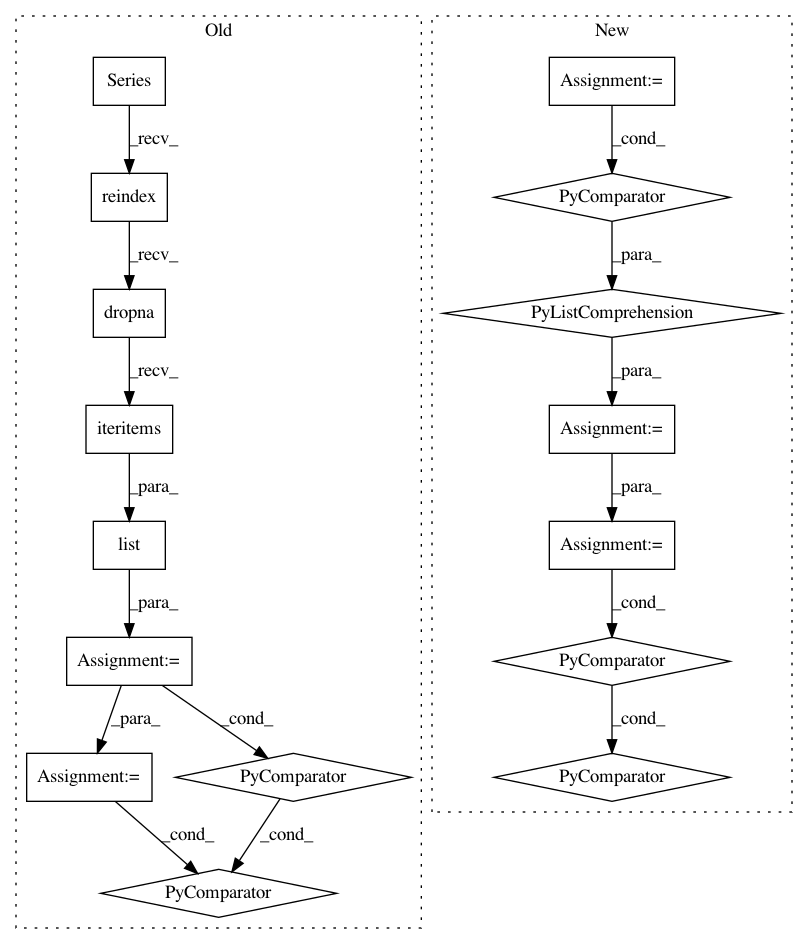 Old
New
Series
Assignment:=
_recv_
_cond_
reindex
PyComparator
_recv_
_para_
dropna
PyListComprehension
_recv_
_para_
iteritems
Assignment:=
_para_
_para_
list
Assignment:=
_para_
_cond_
Assignment:=
PyComparator
_para_
_cond_
_cond_
Assignment:=
PyComparator
PyComparator
_cond_
_cond_
PyComparator